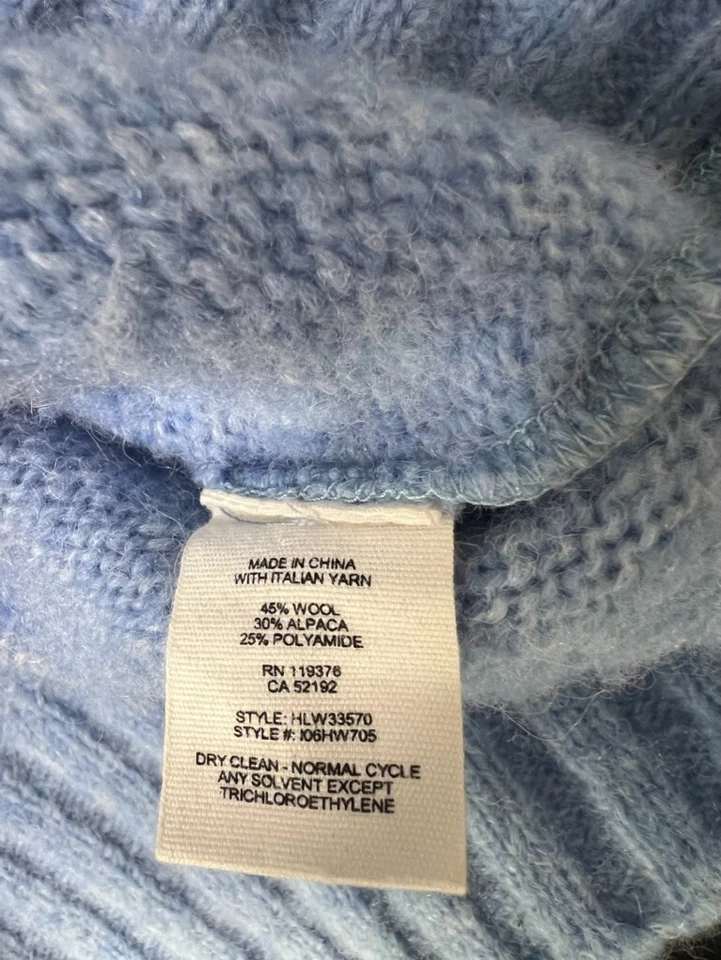 MADE IN CHINA
WITH ITALIAN YARN
45% WOOL
30% ALPACA
25% POLYAMIDE
RN 119376
CA 52192
STYLE: HLW33570
STYLE #: I06HW705
DRY CLEAN - NORMAL CYCLE
ANY SOLVENT EXCEPT
TRICHLOROETHYLENE